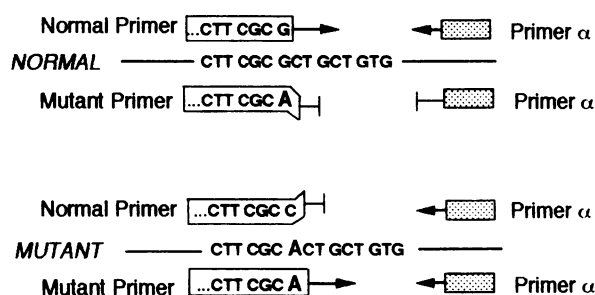 Normal Primer ...CTT CGC G Primer α
NORMAL CTT CGC GCT GCT GTG
Mutant Primer ...CTT CGC A Primer α
Normal Primer ...CTT CGC C Primer α
MUTANT CTT CGC ACT GCT GTG
Mutant Primer ...CTT CGC A Primer α